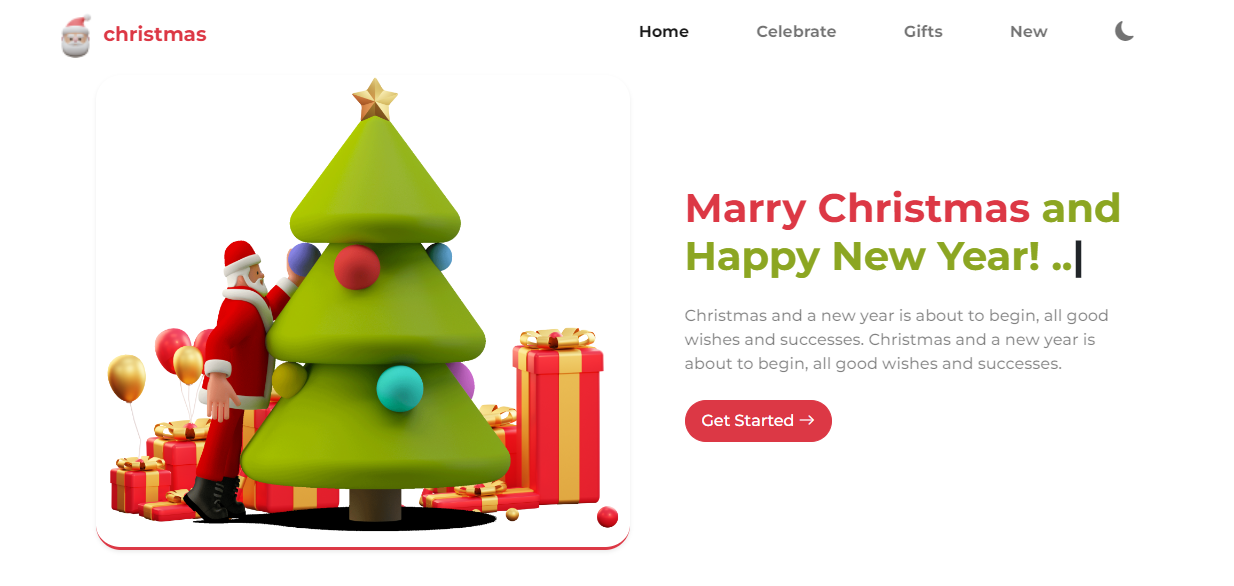 christmas
Home
Celebrate
Gifts
New
Marry Christmas and
Happy New Year! ..|
Christmas and a new year is about to begin, all good
wishes and successes. Christmas and a new year is
about to begin, all good wishes and successes.
Get Started →